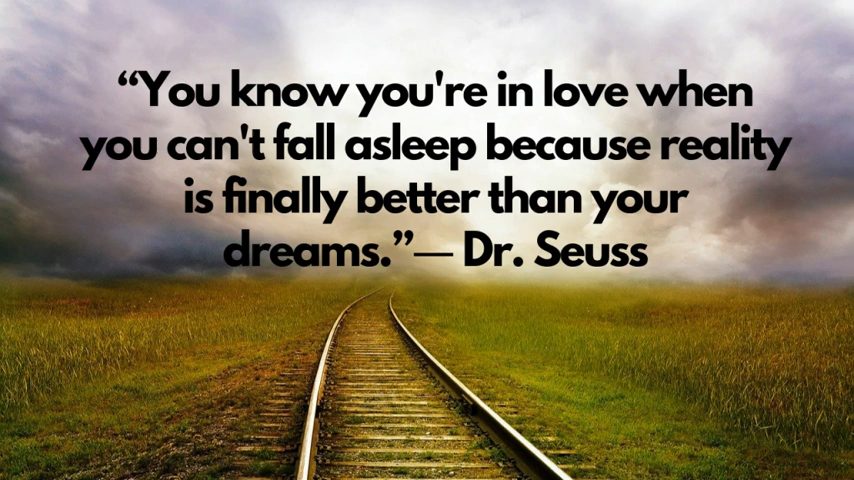 “You know you're in love when
you can't fall asleep because reality
is finally better than your
dreams.”— Dr. Seuss